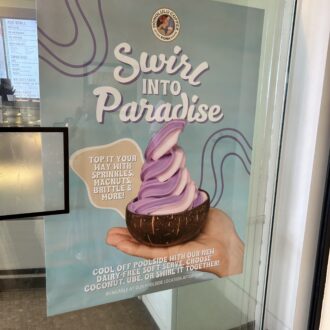 Swirl
INTO
Paradise
TOP IT YOUR
WAY WITH
SPRINKLES,
MACNUTS,
BRITTLE &
MORE!
COOL OFF POOLSIDE WITH OUR NEW
DAIRY-FREE SOFT SERVE. CHOOSE
COCONUT, UBE, OR SWIRL IT TOGETHER!